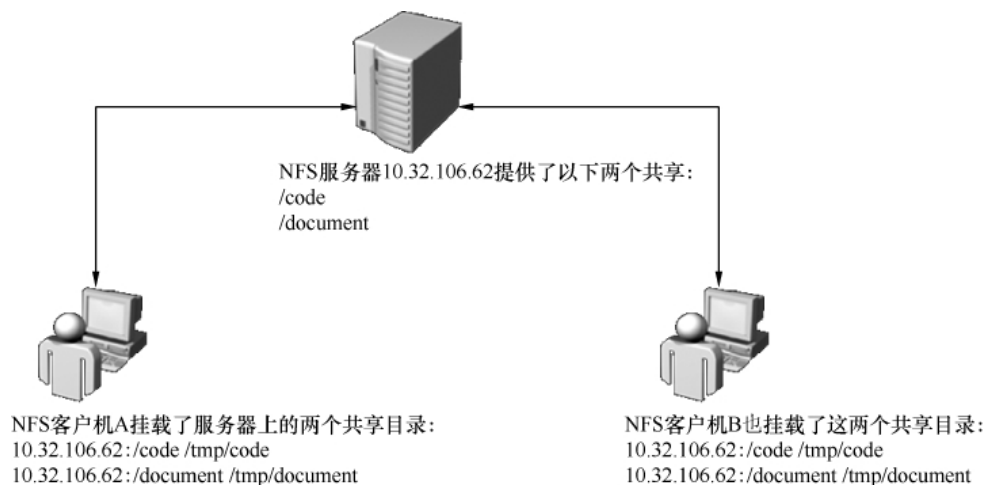 NFS服务器10.32.106.62提供了以下两个共享：
/code
/document
NFS客户机A挂载了服务器上的两个共享目录：
10.32.106.62:/code /tmp/code
10.32.106.62:/document /tmp/document
NFS客户机B也挂载了这两个共享目录：
10.32.106.62:/code /tmp/code
10.32.106.62:/document /tmp/document